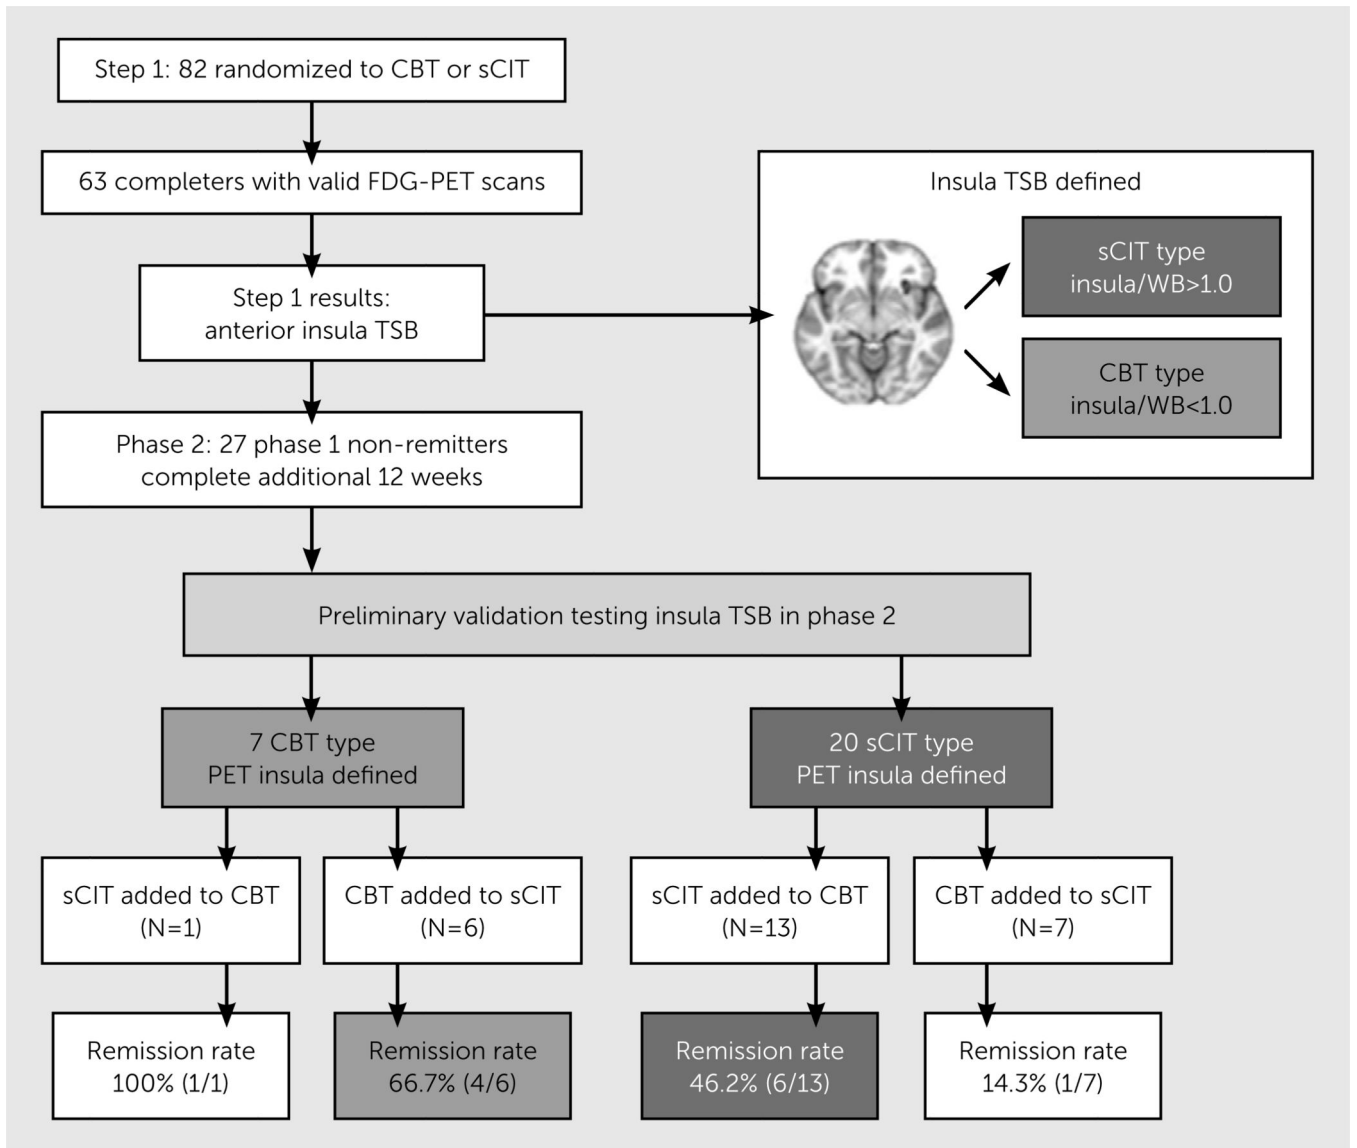 Step 1: 82 randomized to CBT or sCIT
63 completers with valid FDG-PET scans
Step 1 results:
anterior insula TSB
Insula TSB defined
sCIT type
insula/WB>1.0
CBT type
insula/WB<1.0
Phase 2: 27 phase 1 non-remitters
complete additional 12 weeks
Preliminary validation testing insula TSB in phase 2
7 CBT type
PET insula defined
20 sCIT type
PET insula defined
sCIT added to CBT
(N=1)
CBT added to sCIT
(N=6)
sCIT added to CBT
(N=13)
CBT added to sCIT
(N=7)
Remission rate
100% (1/1)
Remission rate
66.7% (4/6)
Remission rate
46.2% (6/13)
Remission rate
14.3% (1/7)